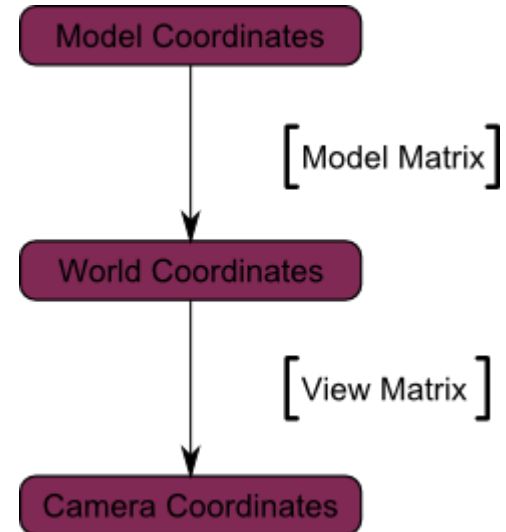 Model Coordinates
[Model Matrix]
World Coordinates
[View Matrix]
Camera Coordinates